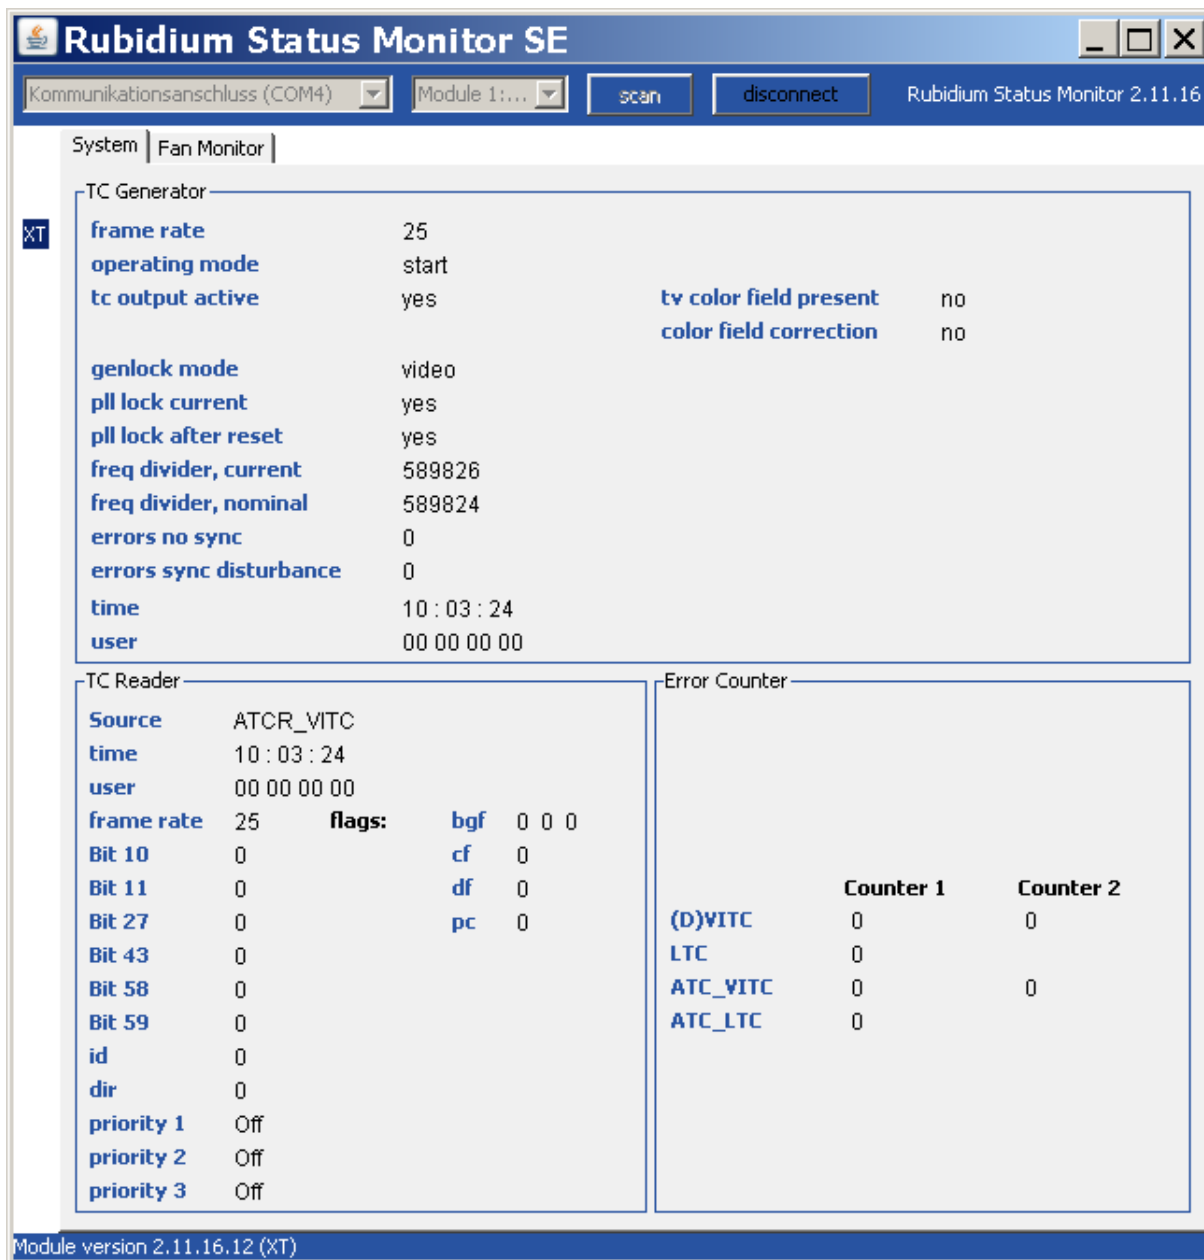 Rubidium Status Monitor SE
Kommunikationsanschluss (COM4) Module 1:... scan disconnect Rubidium Status Monitor 2.11.16
System Fan Monitor
XT
TC Generator
frame rate 25
operating mode start
tc output active yes tv color field present no
color field correction no
genlock mode video
pll lock current yes
pll lock after reset yes
freq divider, current 589826
freq divider, nominal 589824
errors no sync 0
errors sync disturbance 0
time 10 : 03 : 24
user 00 00 00 00
TC Reader
Source ATCR_VITC
time 10 : 03 : 24
user 00 00 00 00
frame rate 25 flags: bgf 0 0 0
Bit 10 0 cf 0
Bit 11 0 df 0
Bit 27 0 pc 0
Bit 43 0
Bit 58 0
Bit 59 0
id 0
dir 0
priority 1 Off
priority 2 Off
priority 3 Off
Error Counter
Counter 1 Counter 2
(D)VITC 0 0
LTC 0
ATC_VITC 0 0
ATC_LTC 0
Module version 2.11.16.12 (XT)